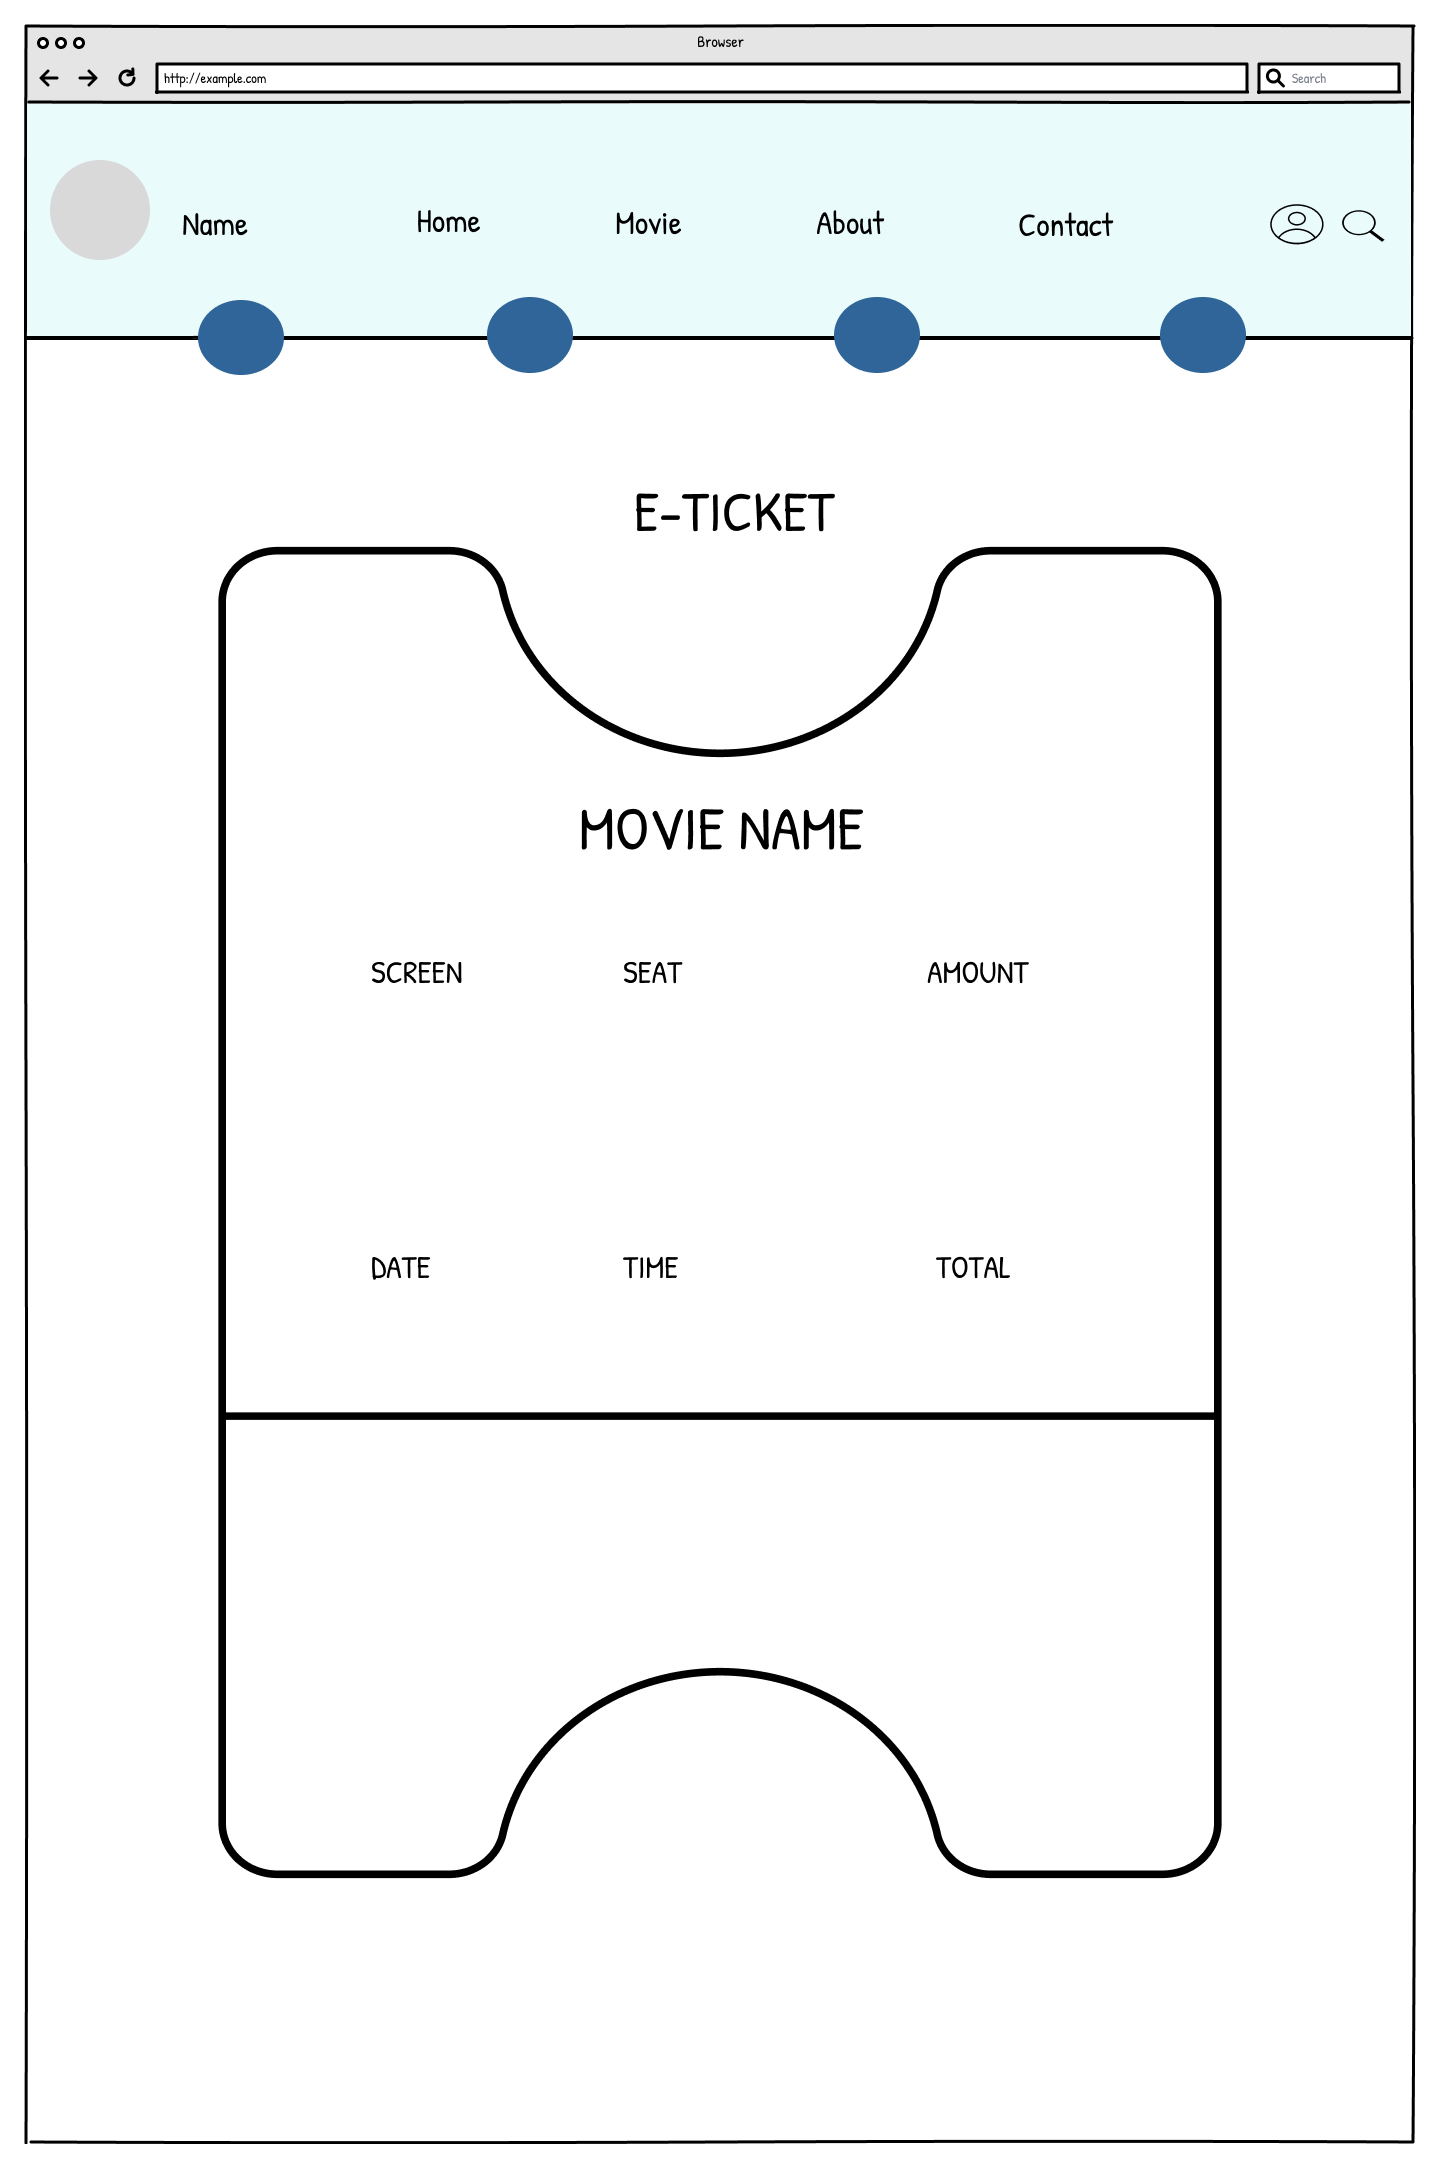 Browser
http://example.com Search
Name Home Movie About Contact
E-TICKET
MOVIE NAME
SCREEN SEAT AMOUNT
DATE TIME TOTAL